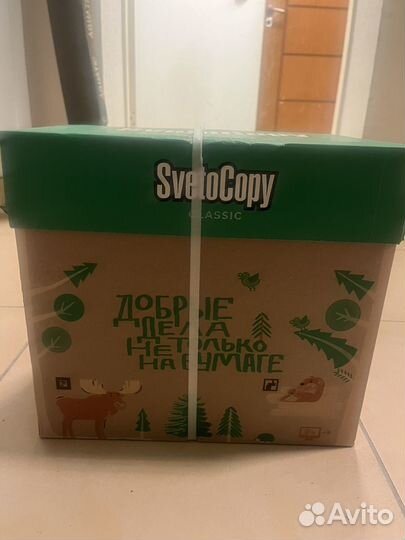 SvetoCopy
CLASSIC
ДОБРЫЕ
ДЕЛА
НЕ ТОЛЬКО
НА БУМАГЕ
Avito